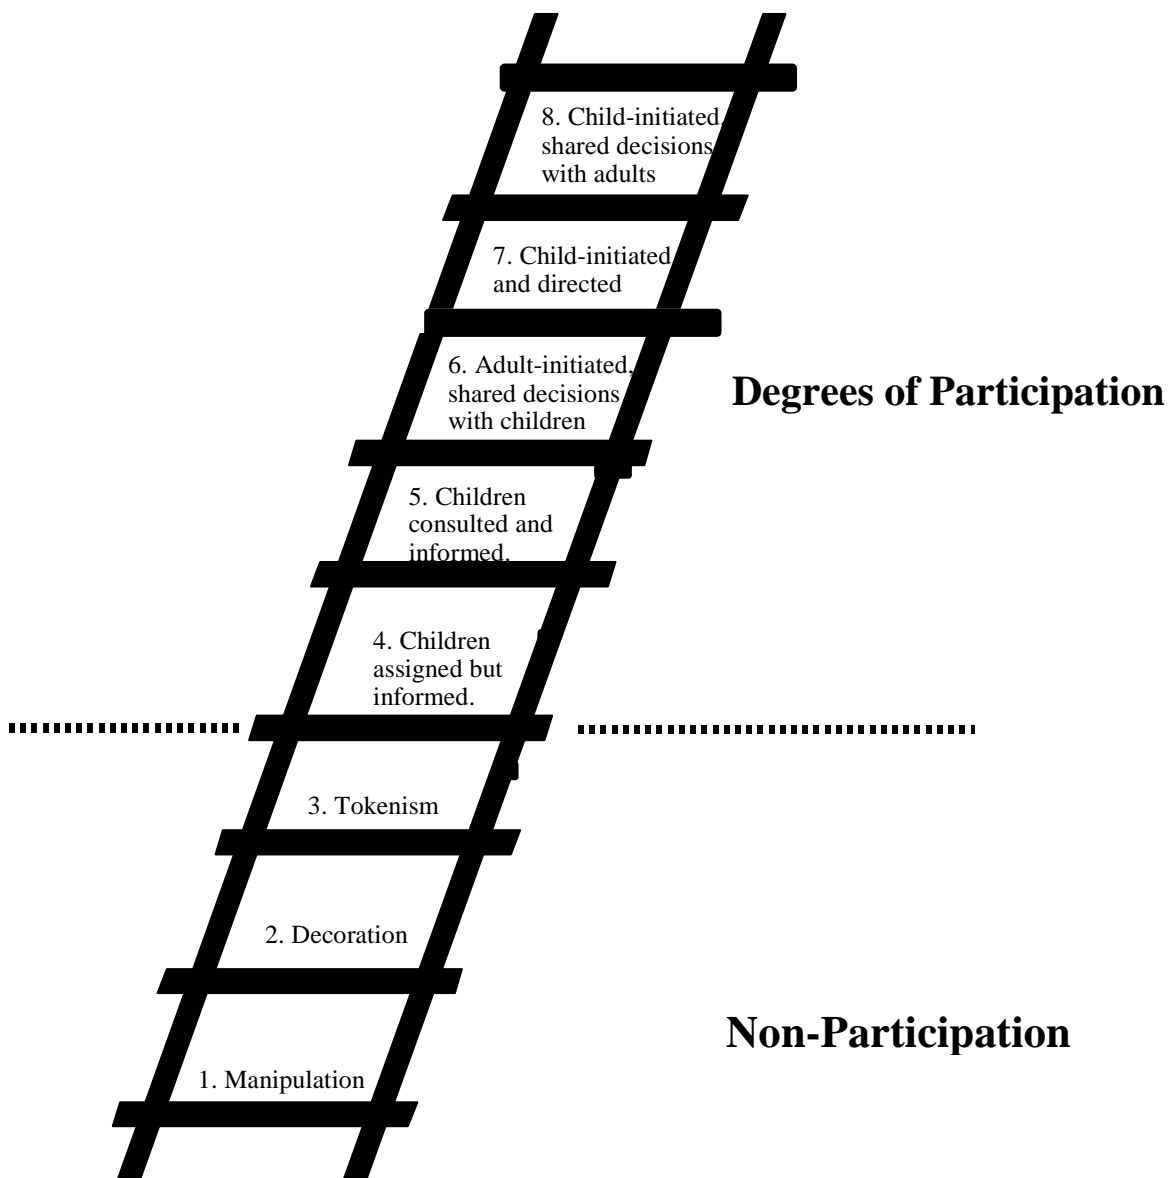 8. Child-initiated,
shared decisions
with adults
7. Child-initiated
and directed
6. Adult-initiated,
shared decisions
with children
Degrees of Participation
5. Children
consulted and
informed.
4. Children
assigned but
informed.
3. Tokenism
2. Decoration
Non-Participation
1. Manipulation